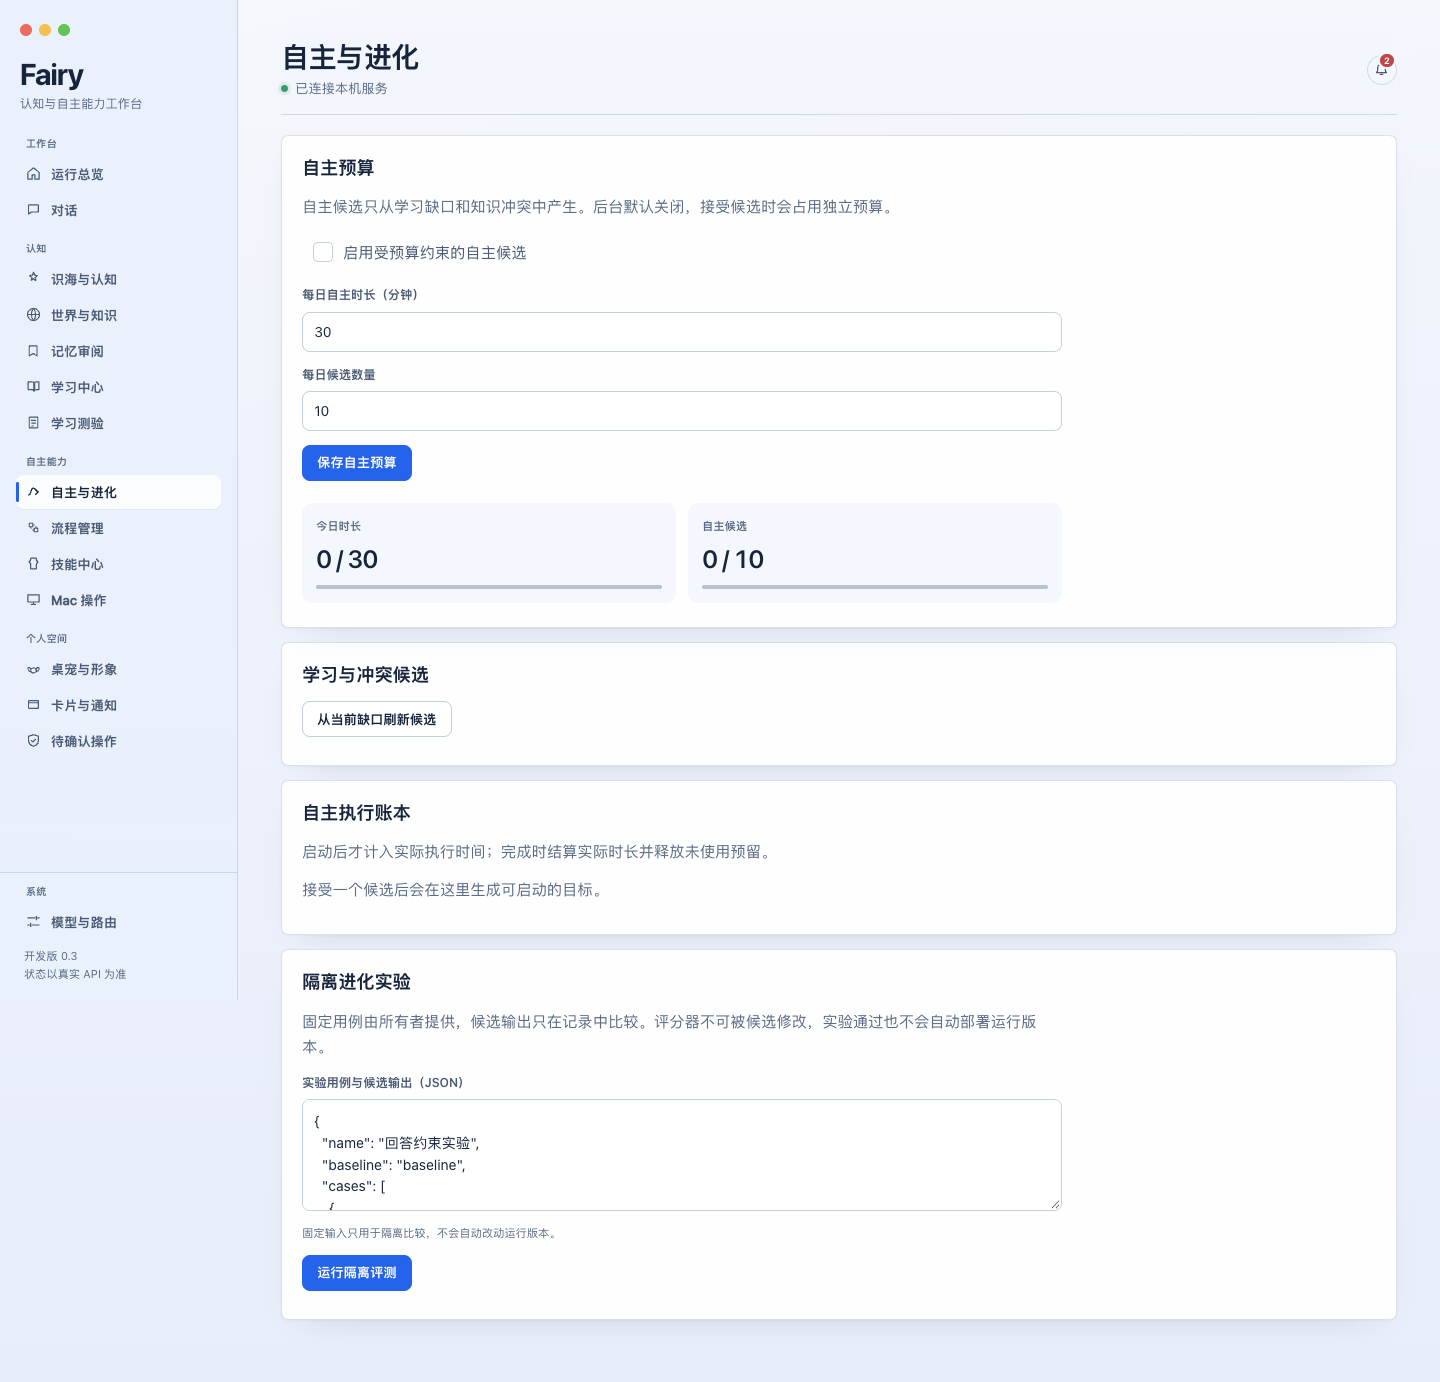 Fairy
认知与自主能力工作台
工作台
运行总览
对话
认知
识海与认知
世界与知识
记忆审阅
学习中心
学习测验
自主能力
自主与进化
流程管理
技能中心
Mac 操作
个人空间
桌宠与形象
卡片与通知
待确认操作
系统
模型与路由
开发版 0.3
状态以真实 API 为准
自主与进化
已连接本机服务
2
自主预算
自主候选只从学习缺口和知识冲突中产生。后台默认关闭，接受候选时会占用独立预算。
启用受预算约束的自主候选
每日自主时长（分钟）
30
每日候选数量
10
保存自主预算
今日时长
0 / 30
自主候选
0 / 10
学习与冲突候选
从当前缺口刷新候选
自主执行账本
启动后才计入实际执行时间；完成时结算实际时长并释放未使用预留。
接受一个候选后会在这里生成可启动的目标。
隔离进化实验
固定用例由所有者提供，候选输出只在记录中比较。评分器不可被候选修改，实验通过也不会自动部署运行版
本。
实验用例与候选输出（JSON）
{
"name": "回答约束实验",
"baseline": "baseline",
"cases": [
{
固定输入只用于隔离比较，不会自动改动运行版本。
运行隔离评测